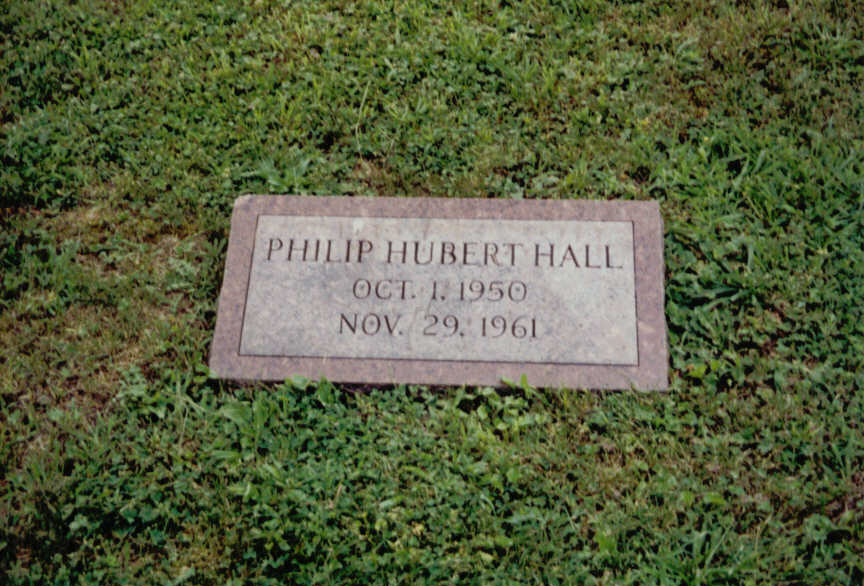 PHILIP HUBERT HALL
OCT. 1, 1950
NOV. 29, 1961